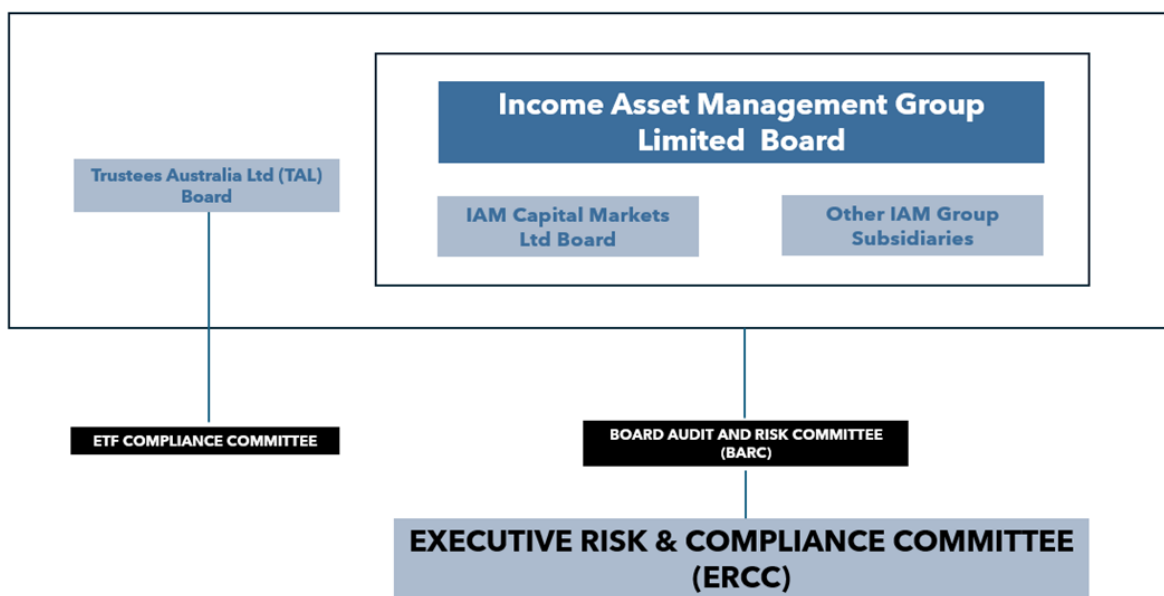 Income Asset Management Group
Limited Board
Trustees Australia Ltd (TAL)
Board
IAM Capital Markets
Ltd Board
Other IAM Group
Subsidiaries
ETF COMPLIANCE COMMITTEE
BOARD AUDIT AND RISK COMMITTEE
(BARC)
EXECUTIVE RISK & COMPLIANCE COMMITTEE
(ERCC)